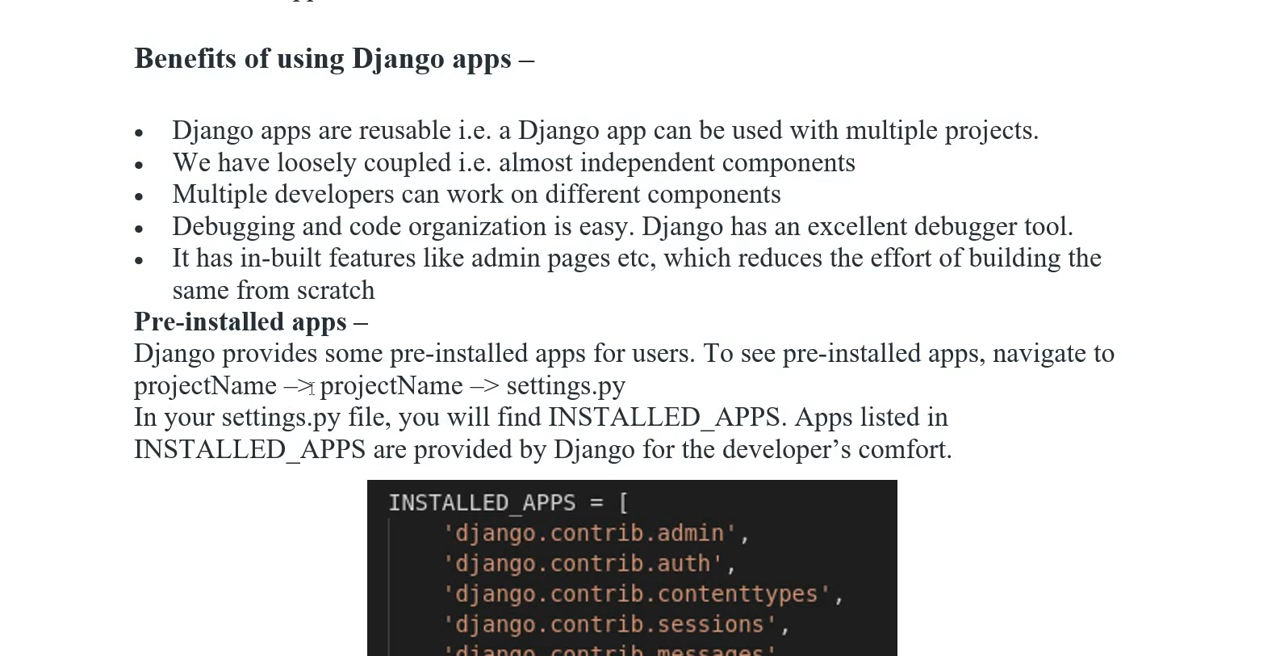 Benefits of using Django apps –
• Django apps are reusable i.e. a Django app can be used with multiple projects.
• We have loosely coupled i.e. almost independent components
• Multiple developers can work on different components
• Debugging and code organization is easy. Django has an excellent debugger tool.
• It has in-built features like admin pages etc, which reduces the effort of building the
same from scratch
Pre-installed apps –
Django provides some pre-installed apps for users. To see pre-installed apps, navigate to
projectName –> projectName –> settings.py
In your settings.py file, you will find INSTALLED_APPS. Apps listed in
INSTALLED_APPS are provided by Django for the developer’s comfort.
INSTALLED_APPS = [
'django.contrib.admin',
'django.contrib.auth',
'django.contrib.contenttypes',
'django.contrib.sessions',
'django.contrib.messages'